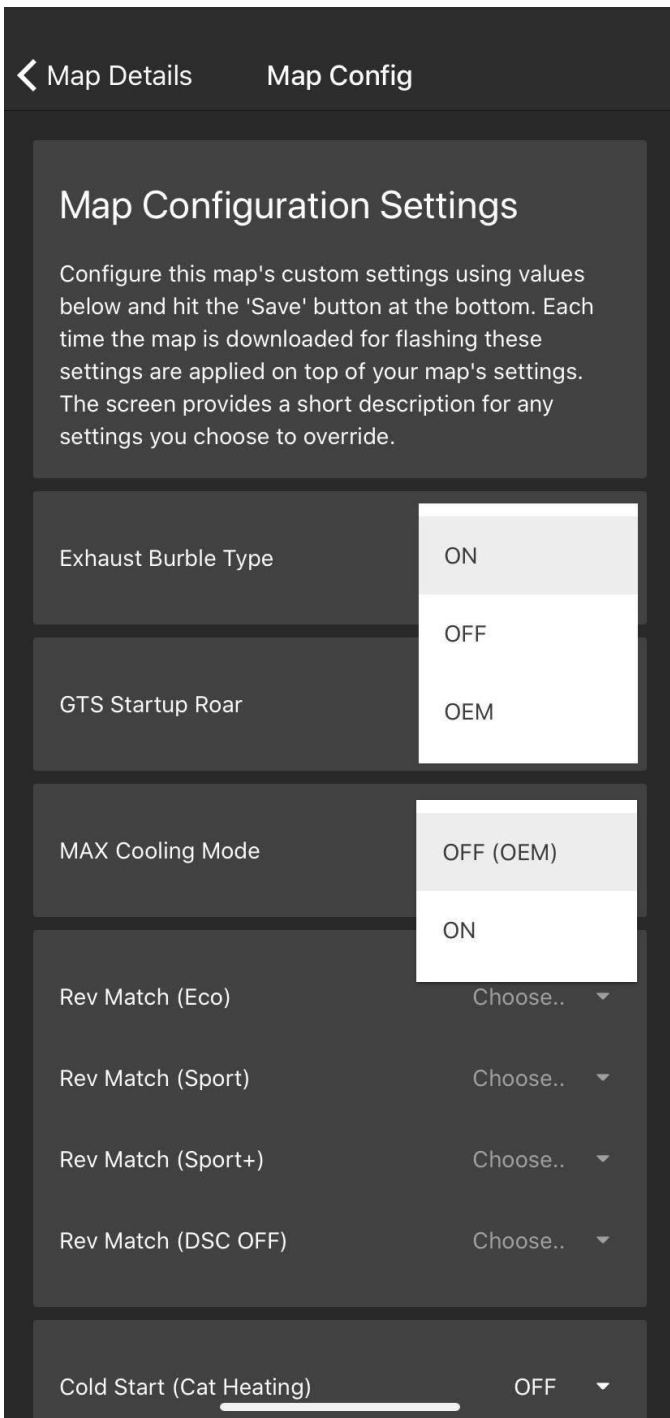 Map Details Map Config
Map Configuration Settings
Configure this map's custom settings using values
below and hit the 'Save' button at the bottom. Each
time the map is downloaded for flashing these
settings are applied on top of your map's settings.
The screen provides a short description for any
settings you choose to override.
Exhaust Burble Type ON
OFF
GTS Startup Roar OEM
MAX Cooling Mode OFF (OEM)
ON
Rev Match (Eco) Choose..
Rev Match (Sport) Choose..
Rev Match (Sport+) Choose..
Rev Match (DSC OFF) Choose..
Cold Start (Cat Heating) OFF